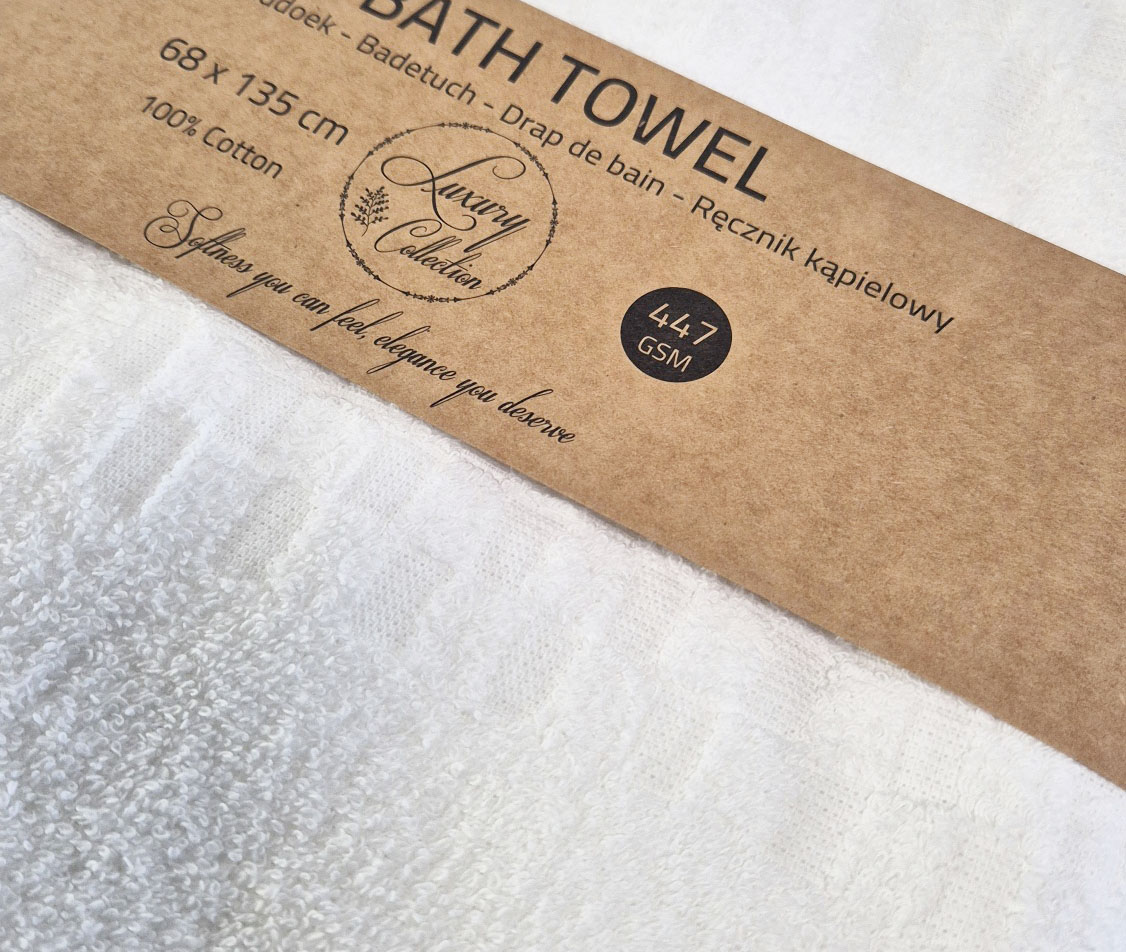 BATH TOWEL
Badetuch - Drap de bain - Ręcznik kąpielowy
68 x 135 cm
100% Cotton
Luxury
Collection
Softness you can feel, elegance you deserve
447
GSM